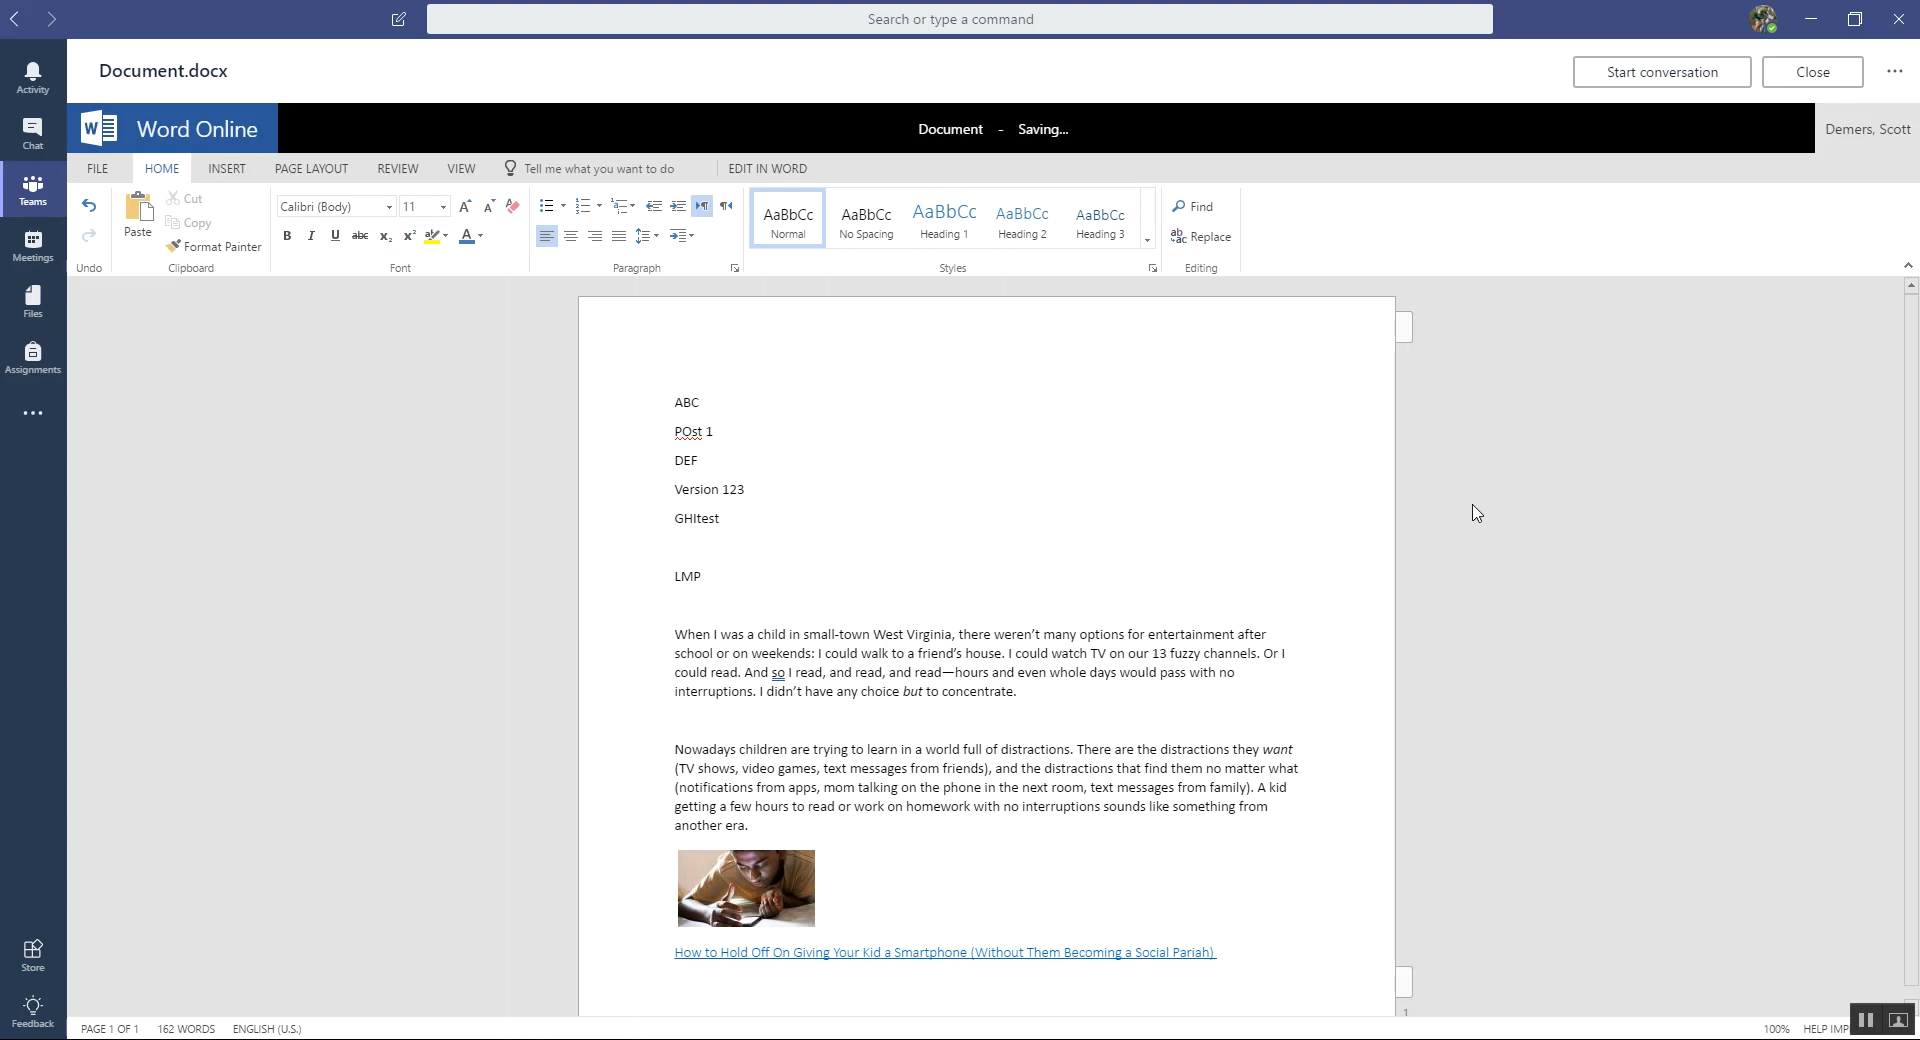 Search or type a command
Document.docx
Start conversation
Close
Activity
Chat
Teams
Meetings
Files
Assignments
Store
Feedback
Word Online
Document - Saving...
Demers, Scott
FILE HOME INSERT PAGE LAYOUT REVIEW VIEW Tell me what you want to do EDIT IN WORD
Undo
Paste
Cut
Copy
Format Painter
Clipboard
Calibri (Body) 11
B I U abc x₂ x² ab A
Font
Paragraph
AaBbCc AaBbCc AaBbCc AaBbCc AaBbCc
Normal No Spacing Heading 1 Heading 2 Heading 3
Styles
Find
Replace
Editing
ABC
POst 1
DEF
Version 123
GHItest
LMP
When I was a child in small-town West Virginia, there weren’t many options for entertainment after
school or on weekends: I could walk to a friend’s house. I could watch TV on our 13 fuzzy channels. Or I
could read. And so I read, and read, and read—hours and even whole days would pass with no
interruptions. I didn’t have any choice but to concentrate.
Nowadays children are trying to learn in a world full of distractions. There are the distractions they want
(TV shows, video games, text messages from friends), and the distractions that find them no matter what
(notifications from apps, mom talking on the phone in the next room, text messages from family). A kid
getting a few hours to read or work on homework with no interruptions sounds like something from
another era.
How to Hold Off On Giving Your Kid a Smartphone (Without Them Becoming a Social Pariah)
1
PAGE 1 OF 1 162 WORDS ENGLISH (U.S.)
100% HELP IMP